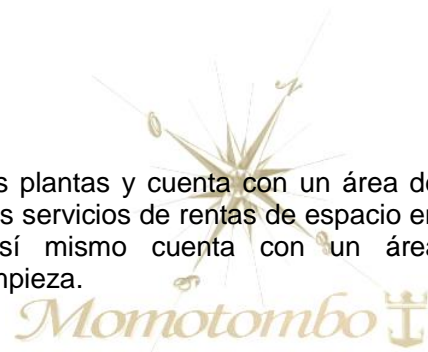 N
O
s plantas y cuenta con un área de
s servicios de rentas de espacio en
sí mismo cuenta con un área
mpieza.
Momotombo